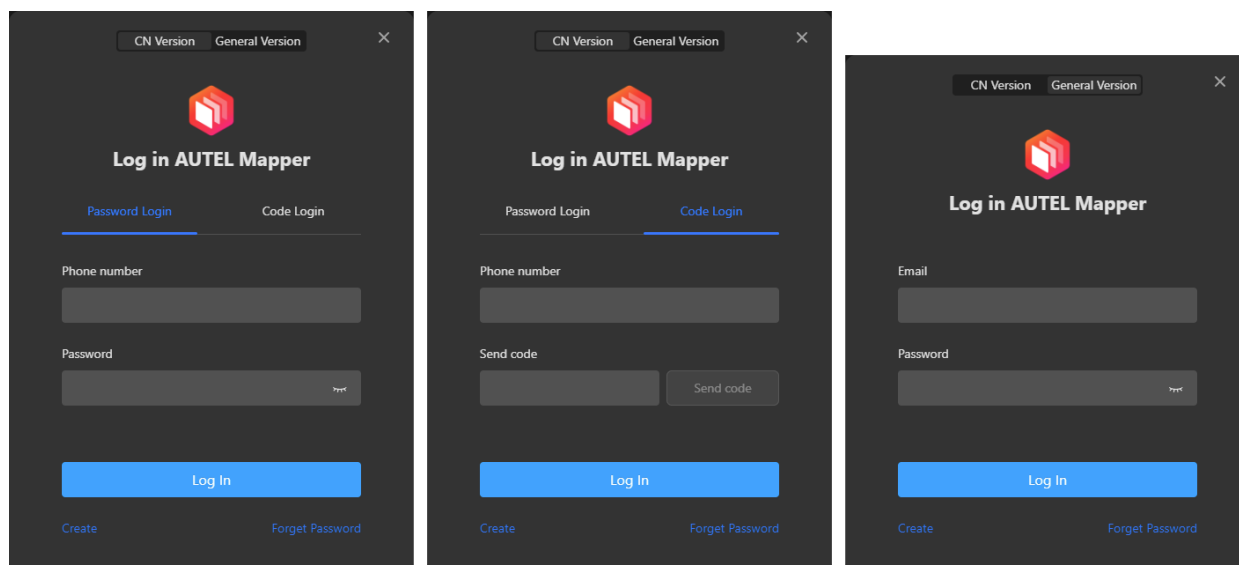 CN Version General Version
Log in AUTEL Mapper
Password Login Code Login
Phone number
Password
Log In
Create Forget Password
CN Version General Version
Log in AUTEL Mapper
Password Login Code Login
Phone number
Send code
Send code
Log In
Create Forget Password
CN Version General Version
Log in AUTEL Mapper
Email
Password
Log In
Create Forget Password